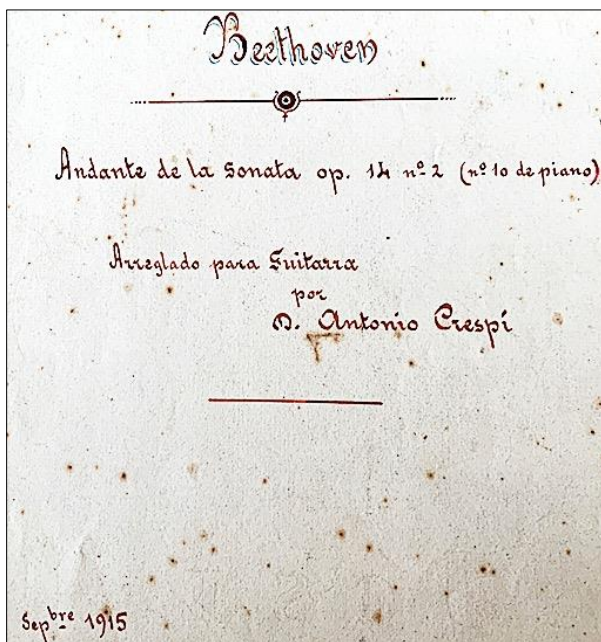 Beethoven
Andante de la Sonata op. 14 nº 2 (nº 10 de piano)
Arreglado para Guitarra
por
D. Antonio Crespí
Sepbre 1915